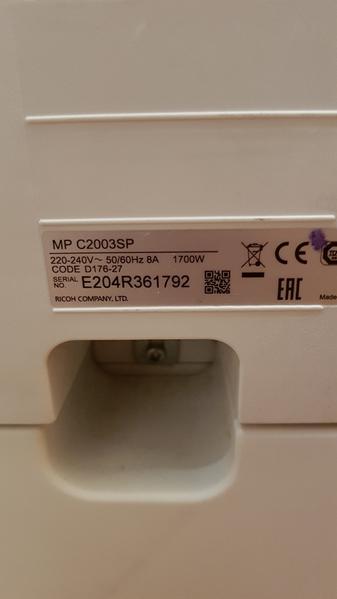 MP C2003SP
220-240V~ 50/60Hz 8A 1700W
CODE D176-27
SERIAL NO. E204R361792
RICOH COMPANY, LTD.
CE
EAC
Made